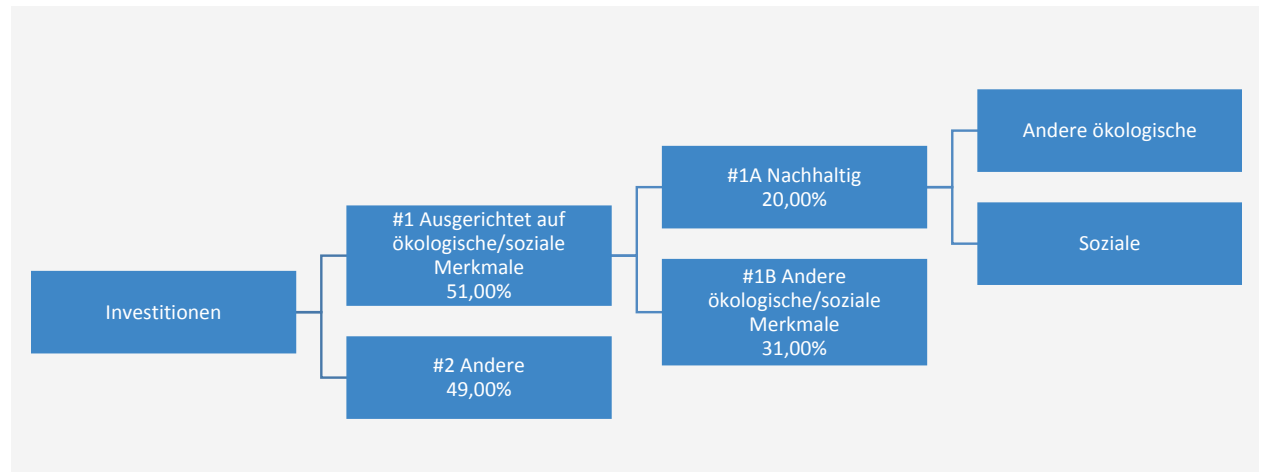 Investitionen
#1 Ausgerichtet auf
ökologische/soziale
Merkmale
51,00%
#2 Andere
49,00%
#1A Nachhaltig
20,00%
#1B Andere
ökologische/soziale
Merkmale
31,00%
Andere ökologische
Soziale